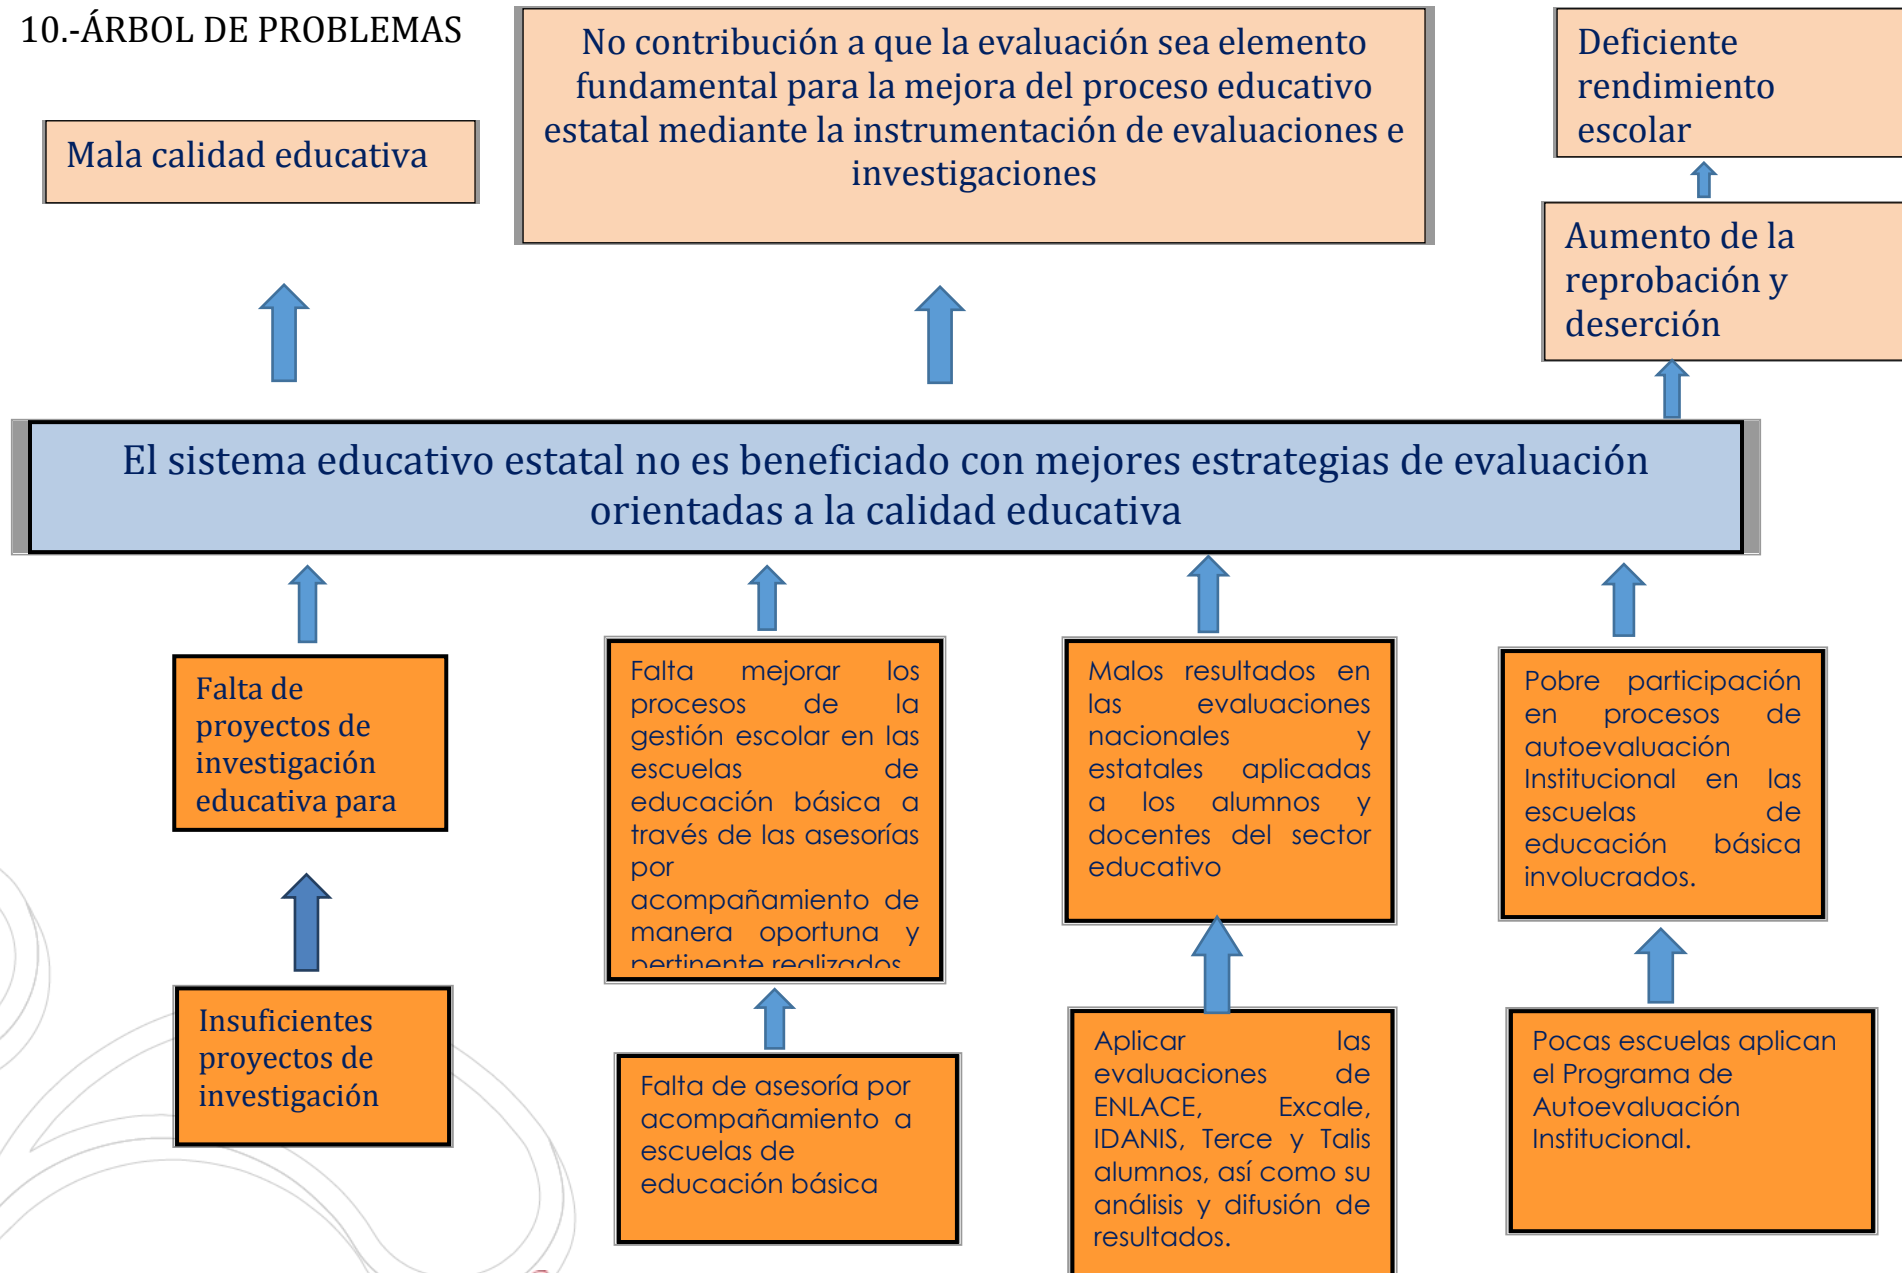 10.-ÁRBOL DE PROBLEMAS
Mala calidad educativa
No contribución a que la evaluación sea elemento
fundamental para la mejora del proceso educativo
estatal mediante la instrumentación de evaluaciones e
investigaciones
Deficiente
rendimiento
escolar
Aumento de la
reprobación y
deserción
El sistema educativo estatal no es beneficiado con mejores estrategias de evaluación
orientadas a la calidad educativa
Falta de
proyectos de
investigación
educativa para
Falta mejorar los
procesos de la
gestión escolar en las
escuelas de
educación básica a
través de las asesorías
por
acompañamiento de
manera oportuna y
pertinente realizados
Malos resultados en
las evaluaciones
nacionales y
estatales aplicadas
a los alumnos y
docentes del sector
educativo
Pobre participación
en procesos de
autoevaluación
Institucional en las
escuelas de
educación básica
involucrados.
Insuficientes
proyectos de
investigación
Falta de asesoría por
acompañamiento a
escuelas de
educación básica
Aplicar las
evaluaciones de
ENLACE, Excale,
IDANIS, Terce y Talis
alumnos, así como su
análisis y difusión de
resultados.
Pocas escuelas aplican
el Programa de
Autoevaluación
Institucional.